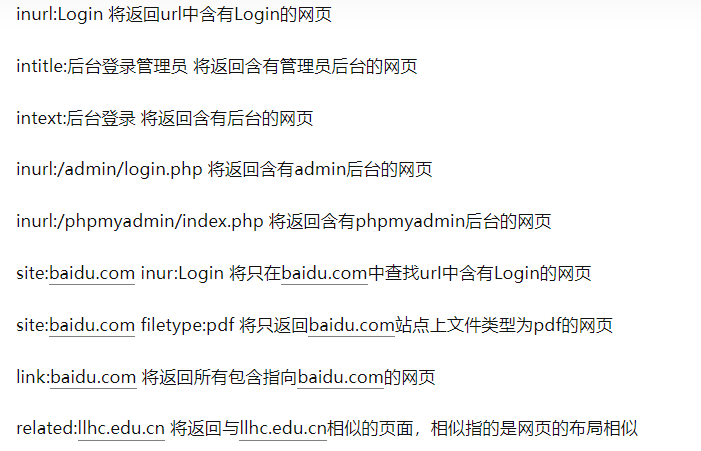 inurl:Login 将返回url中含有Login的网页
intitle:后台登录管理员 将返回含有管理员后台的网页
intext:后台登录 将返回含有后台的网页
inurl:/admin/login.php 将返回含有admin后台的网页
inurl:/phpmyadmin/index.php 将返回含有phpmyadmin后台的网页
site:baidu.com inur:Login 将只在baidu.com中查找url中含有Login的网页
site:baidu.com filetype:pdf 将只返回baidu.com站点上文件类型为pdf的网页
link:baidu.com 将返回所有包含指向baidu.com的网页
related:llhc.edu.cn 将返回与llhc.edu.cn相似的页面，相似指的是网页的布局相似